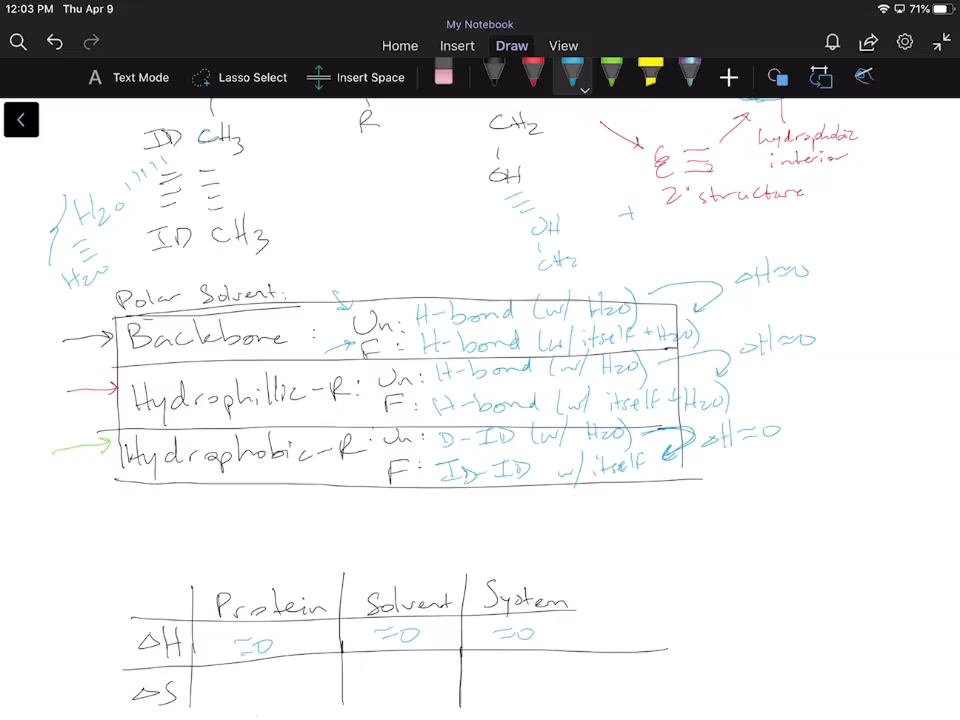 12:03 PM Thu Apr 9
71%
My Notebook
Home Insert Draw View
A Text Mode Lasso Select Insert Space
R
CH2
hydrophobic
interior
ID CH3
OH
ξ
2° structure
H2O
+
OH
ID CH3
CH2
H2O
Polar Solvent:
ΔH≈0
Backbone : Un: H-bond (w/ H2O)
F: H-bond (w/ itself + H2O)
ΔH≈0
Hydrophillic-R: Un: H-bond (w/ H2O)
F: H-bond (w/ itself + H2O)
Hydrophobic-R: Un: D-ID (w/ H2O)
ΔH≈0
F: ID-ID w/ itself
Protein Solvent System
ΔH ≈0 ≈0 ≈0
ΔS